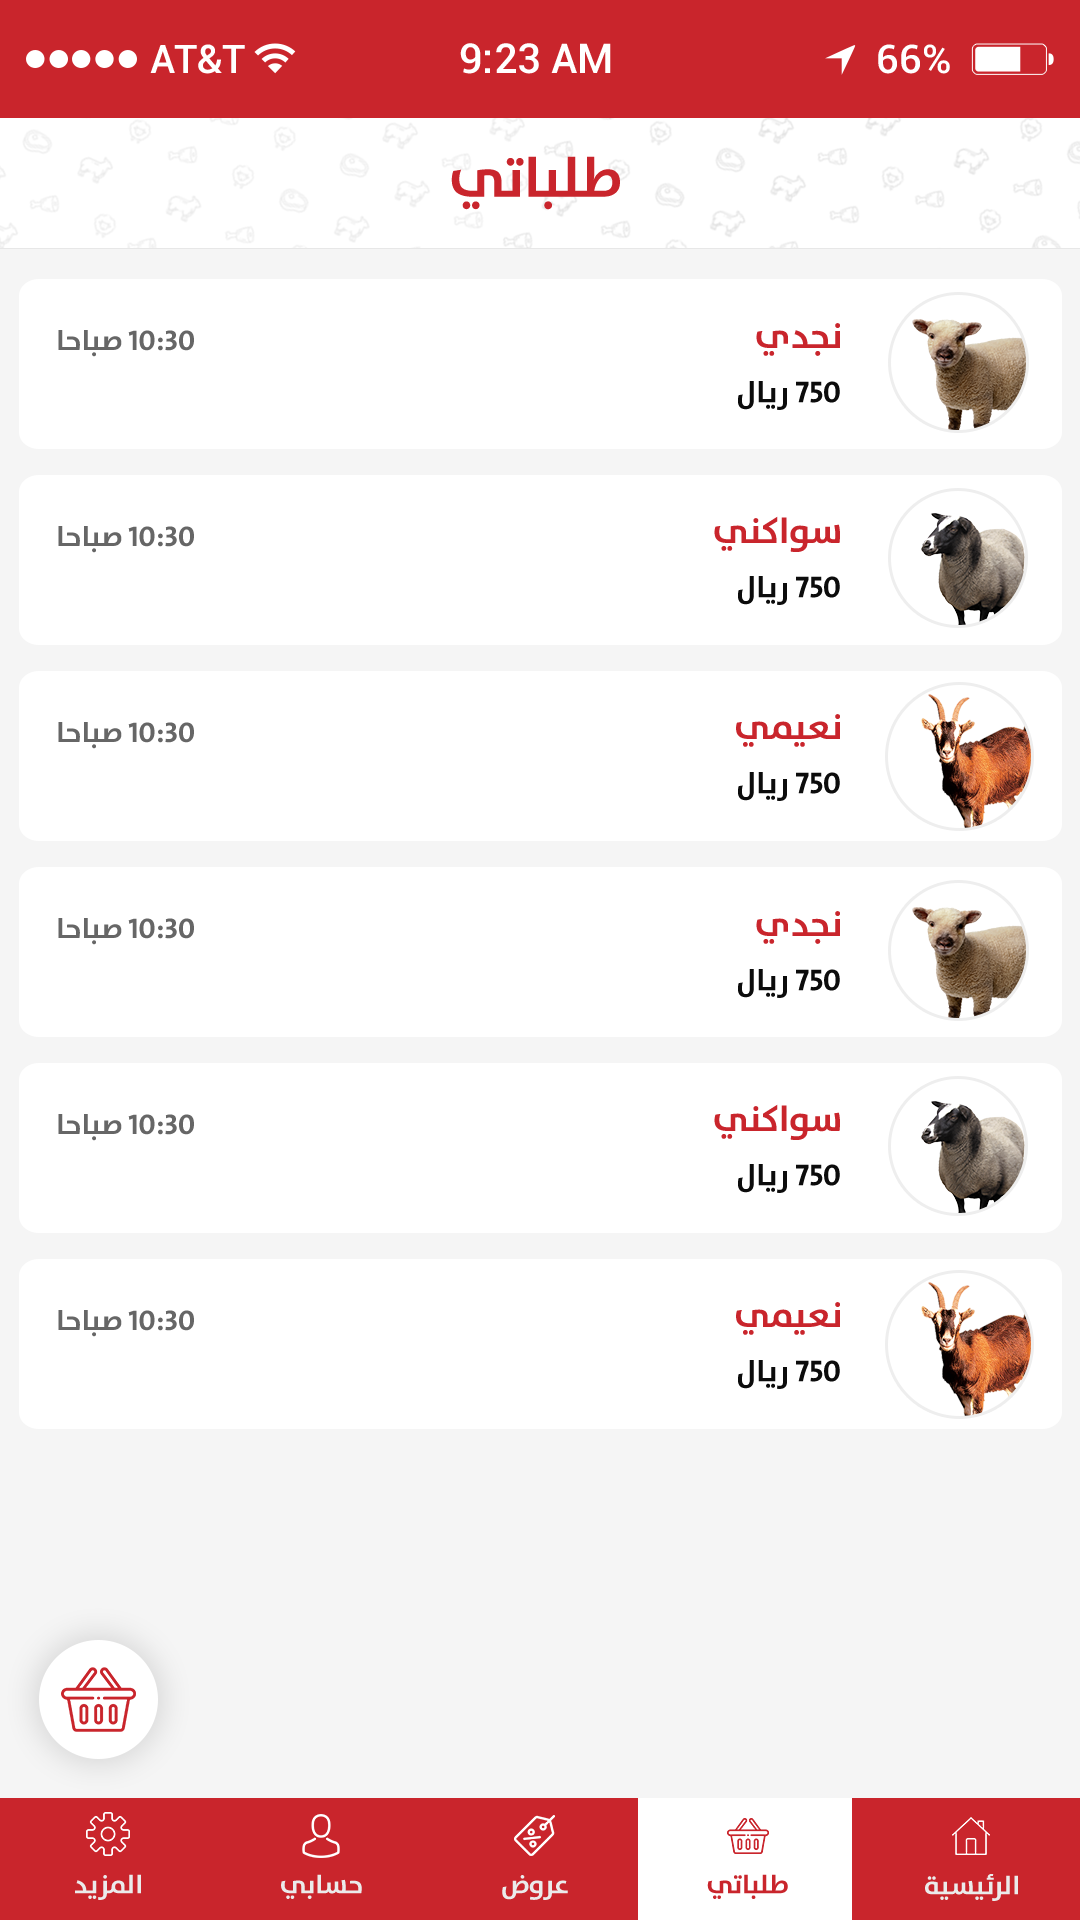 AT&T 9:23 AM 66%
طلباتي
نجدي
10:30 صباحا
750 ريال
سواكني
10:30 صباحا
750 ريال
نعيمي
10:30 صباحا
750 ريال
نجدي
10:30 صباحا
750 ريال
سواكني
10:30 صباحا
750 ريال
نعيمي
10:30 صباحا
750 ريال
الرئيسية
طلباتي
عروض
حسابي
المزيد